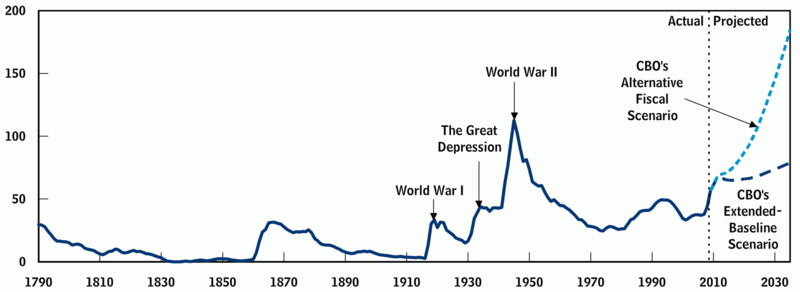 200
Actual
Projected
CBO's
Alternative
Fiscal
Scenario
150
World War II
The Great
Depression
100
World War I
50
CBO's
Extended-
Baseline
Scenario
0
1790 1810 1830 1850 1870 1890 1910 1930 1950 1970 1990 2010 2030